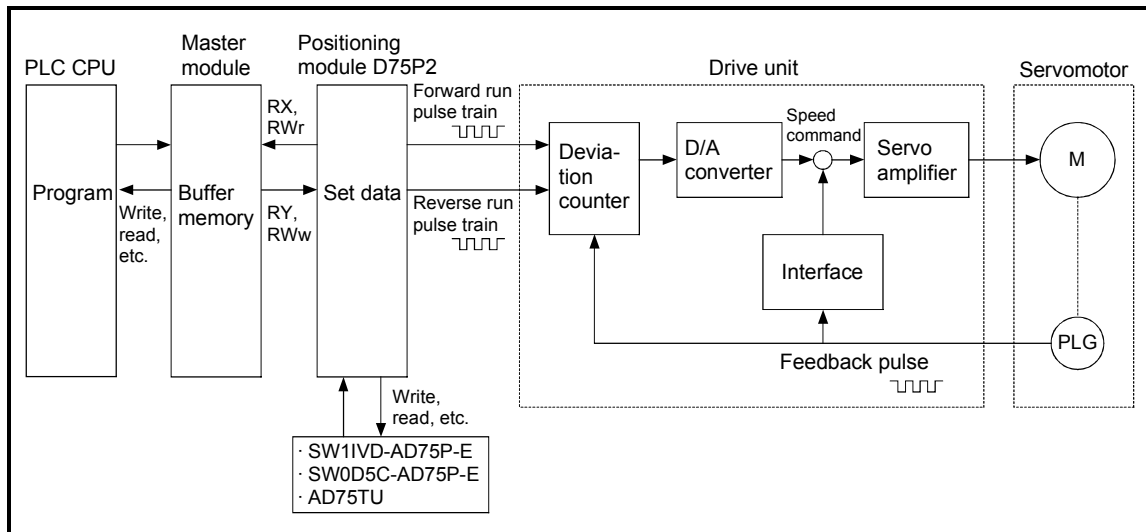 PLC CPU
Master
module
Positioning
module D75P2
Drive unit
Servomotor
Program
Write,
read,
etc.
Buffer
memory
RX,
RWr
RY,
RWw
Set data
Forward run
pulse train
Reverse run
pulse train
Devia-
tion
counter
D/A
converter
Speed
command
Servo
amplifier
Interface
Feedback pulse
M
PLG
Write,
read, etc.
· SW1IVD-AD75P-E
· SW0D5C-AD75P-E
· AD75TU